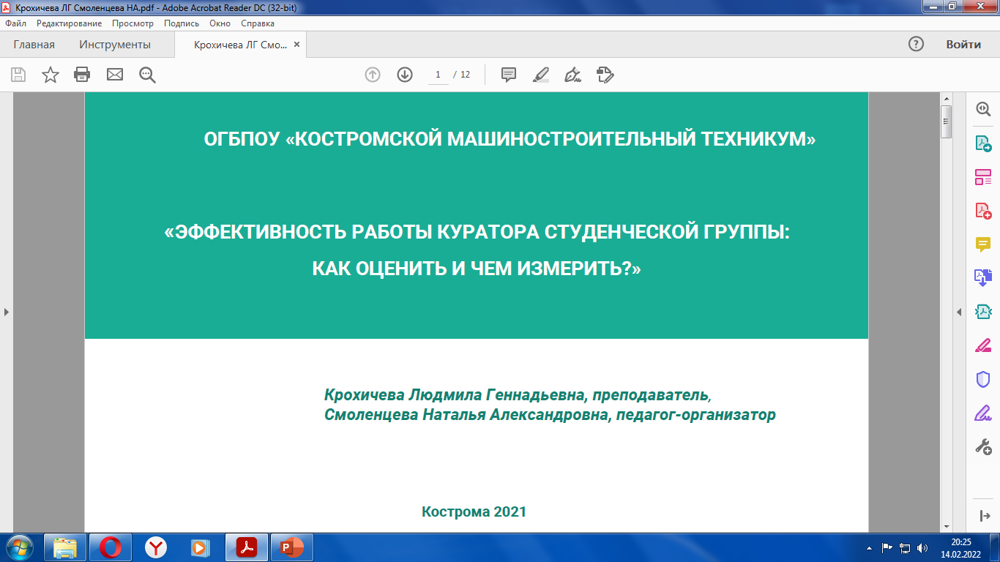 Крохичева ЛГ Смоленцева НА.pdf - Adobe Acrobat Reader DC (32-bit)
Файл Редактирование Просмотр Подпись Окно Справка
Главная Инструменты Крохичева ЛГ Смо... × Войти
1 / 12
ОГБПОУ «КОСТРОМСКОЙ МАШИНОСТРОИТЕЛЬНЫЙ ТЕХНИКУМ»
«ЭФФЕКТИВНОСТЬ РАБОТЫ КУРАТОРА СТУДЕНЧЕСКОЙ ГРУППЫ:
КАК ОЦЕНИТЬ И ЧЕМ ИЗМЕРИТЬ?»
Крохичева Людмила Геннадьевна, преподаватель,
Смоленцева Наталья Александровна, педагог-организатор
Кострома 2021
20:25
14.02.2022